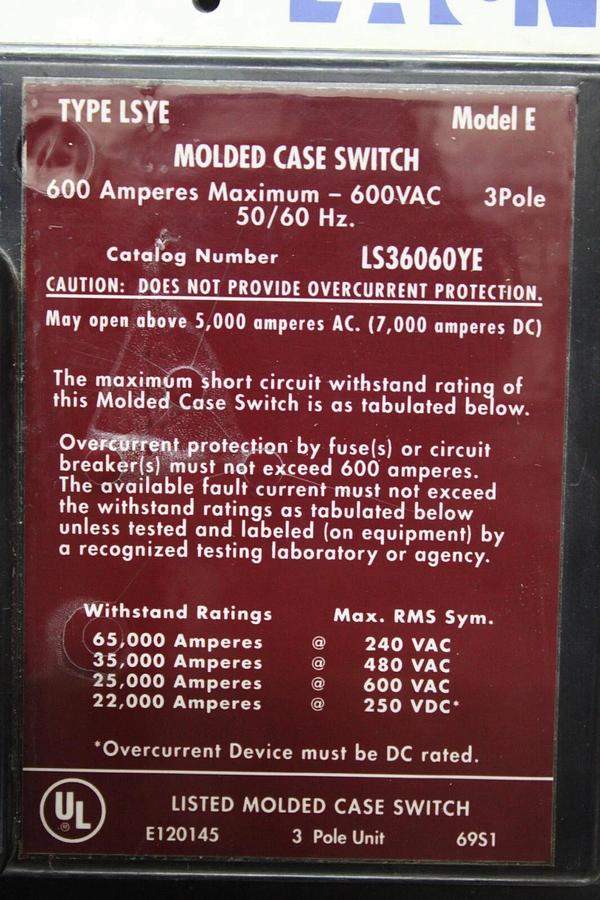 TYPE LSYE Model E
MOLDED CASE SWITCH
600 Amperes Maximum – 600VAC 3Pole
50/60 Hz.
Catalog Number LS36060YE
CAUTION: DOES NOT PROVIDE OVERCURRENT PROTECTION.
May open above 5,000 amperes AC. (7,000 amperes DC)
The maximum short circuit withstand rating of
this Molded Case Switch is as tabulated below.
Overcurrent protection by fuse(s) or circuit
breaker(s) must not exceed 600 amperes.
The available fault current must not exceed
the withstand ratings as tabulated below
unless tested and labeled (on equipment) by
a recognized testing laboratory or agency.
Withstand Ratings Max. RMS Sym.
65,000 Amperes @ 240 VAC
35,000 Amperes @ 480 VAC
25,000 Amperes @ 600 VAC
22,000 Amperes @ 250 VDC*
*Overcurrent Device must be DC rated.
UL ®
LISTED MOLDED CASE SWITCH
E120145 3 Pole Unit 69S1